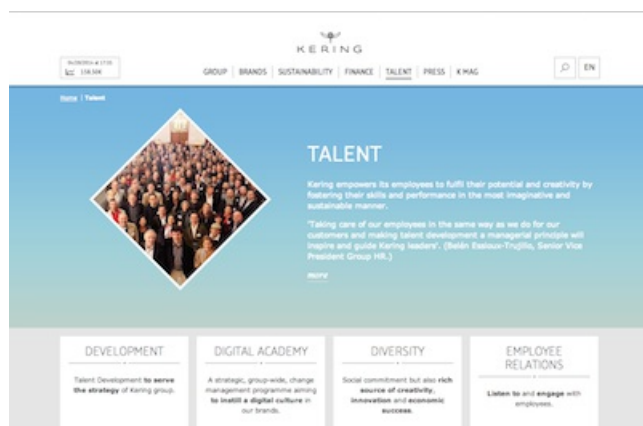 KERING
158,50€
GROUP | BRANDS | SUSTAINABILITY | FINANCE | TALENT | PRESS | K MAG
EN
Home | Talent
TALENT
Kering empowers its employees to fulfil their potential and creativity by
fostering their skills and performance in the most imaginative and
sustainable manner.
'Taking care of our employees in the same way as we do for our
customers and making talent development a managerial principle will
inspire and guide Kering leaders'. (Belén Essioux-Trujillo, Senior Vice
President Group HR.)
more
DEVELOPMENT
Talent Development to serve
the strategy of Kering group.
DIGITAL ACADEMY
A strategic, group-wide, change
management programme aiming
to instill a digital culture in
our brands.
DIVERSITY
Social commitment but also rich
source of creativity,
innovation and economic
success.
EMPLOYEE
RELATIONS
Listen to and engage with
employees.